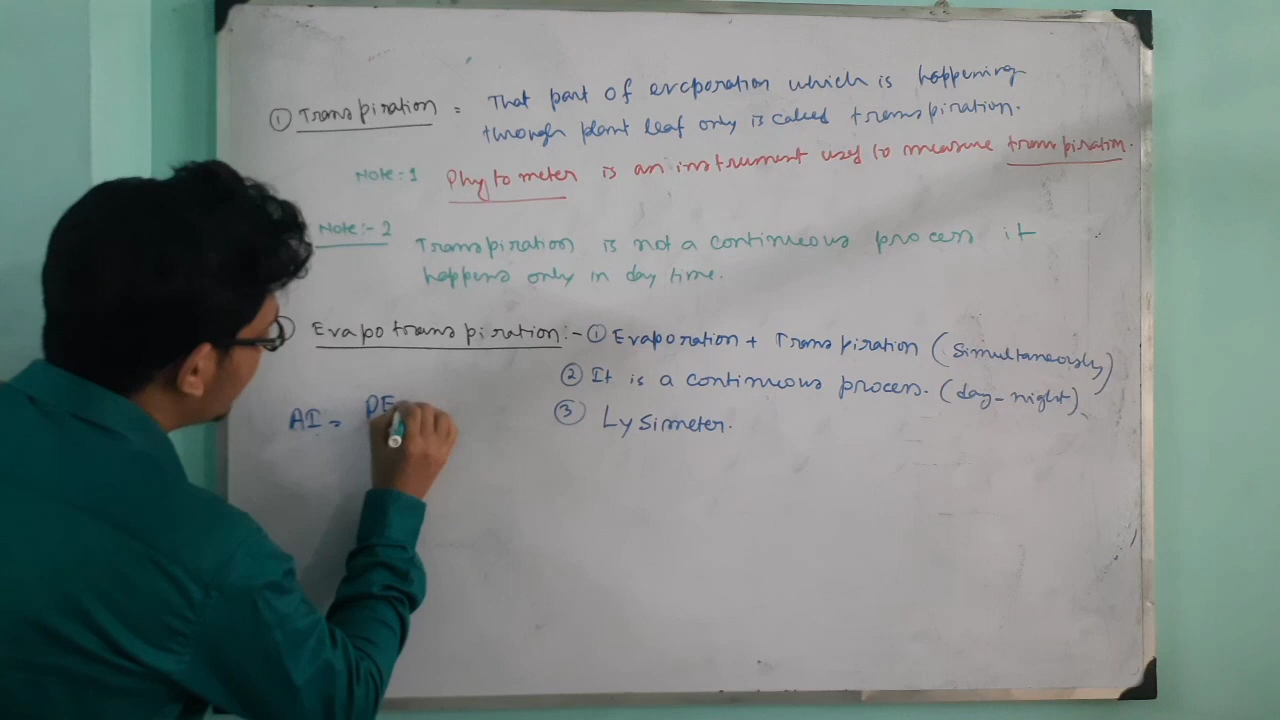 ① Transpiration = That part of evcporation which is happening
through plant leaf only is called transpiration.
Note:1 Phytometer is an instrument used to measure transpiration.
Note:-2 Transpiration is not a continueous process it
happens only in day time.
Evapotranspiration:- ① Evaporation + Transpiration (simultaneously)
② It is a continuous process. (day-night)
③ Lysimeter.
AI = PE